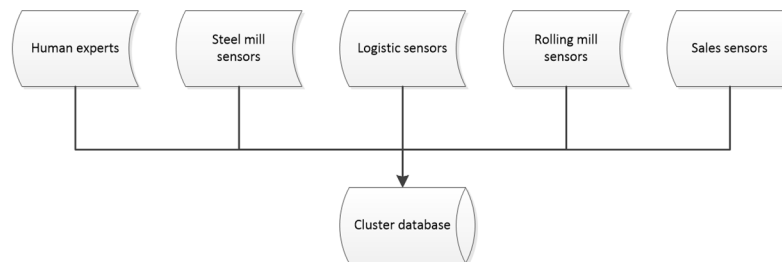 Human experts
Steel mill
sensors
Logistic sensors
Rolling mill
sensors
Sales sensors
Cluster database